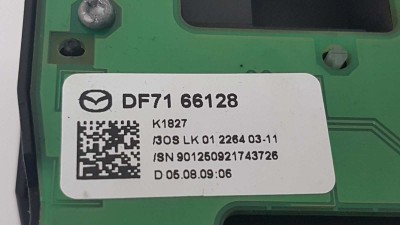 DF71 66128
K1827
/3OS LK 01 2264 03-11
/SN 901250921743726
D 05.08.09:06